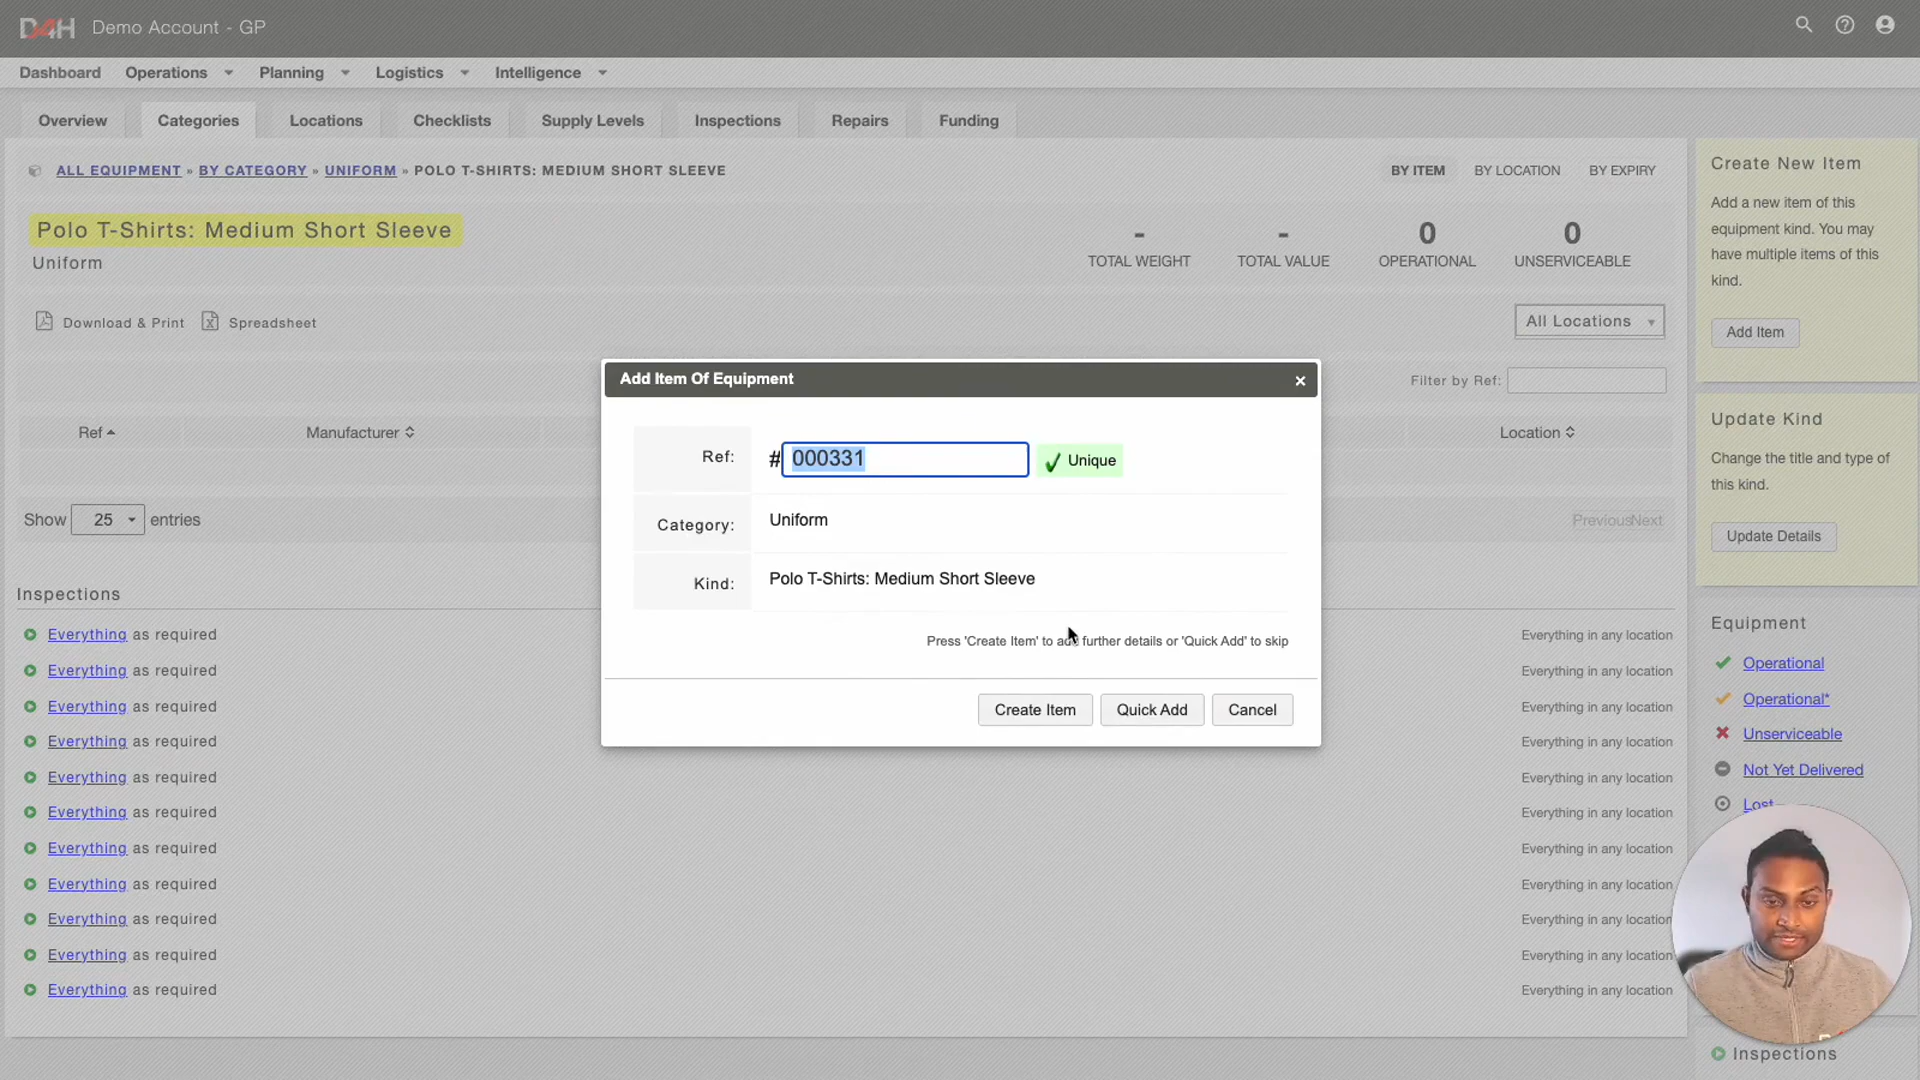 D4H Demo Account - GP
Dashboard Operations Planning Logistics Intelligence
Overview Categories Locations Checklists Supply Levels Inspections Repairs Funding
ALL EQUIPMENT » BY CATEGORY » UNIFORM » POLO T-SHIRTS: MEDIUM SHORT SLEEVE
BY ITEM BY LOCATION BY EXPIRY
Polo T-Shirts: Medium Short Sleeve
Uniform
- - 0 0
TOTAL WEIGHT TOTAL VALUE OPERATIONAL UNSERVICEABLE
Download & Print Spreadsheet
All Locations
Filter by Ref:
Ref Manufacturer Location
Show 25 entries
PreviousNext
Add Item Of Equipment ×
Ref: # 000331 Unique
Category: Uniform
Kind: Polo T-Shirts: Medium Short Sleeve
Press 'Create Item' to add further details or 'Quick Add' to skip
Create Item Quick Add Cancel
Inspections
Everything as required Everything in any location
Everything as required Everything in any location
Everything as required Everything in any location
Everything as required Everything in any location
Everything as required Everything in any location
Everything as required Everything in any location
Everything as required Everything in any location
Everything as required Everything in any location
Everything as required Everything in any location
Everything as required Everything in any location
Everything as required Everything in any location
Create New Item
Add a new item of this
equipment kind. You may
have multiple items of this
kind.
Add Item
Update Kind
Change the title and type of
this kind.
Update Details
Equipment
Operational
Operational*
Unserviceable
Not Yet Delivered
Lost
Inspections